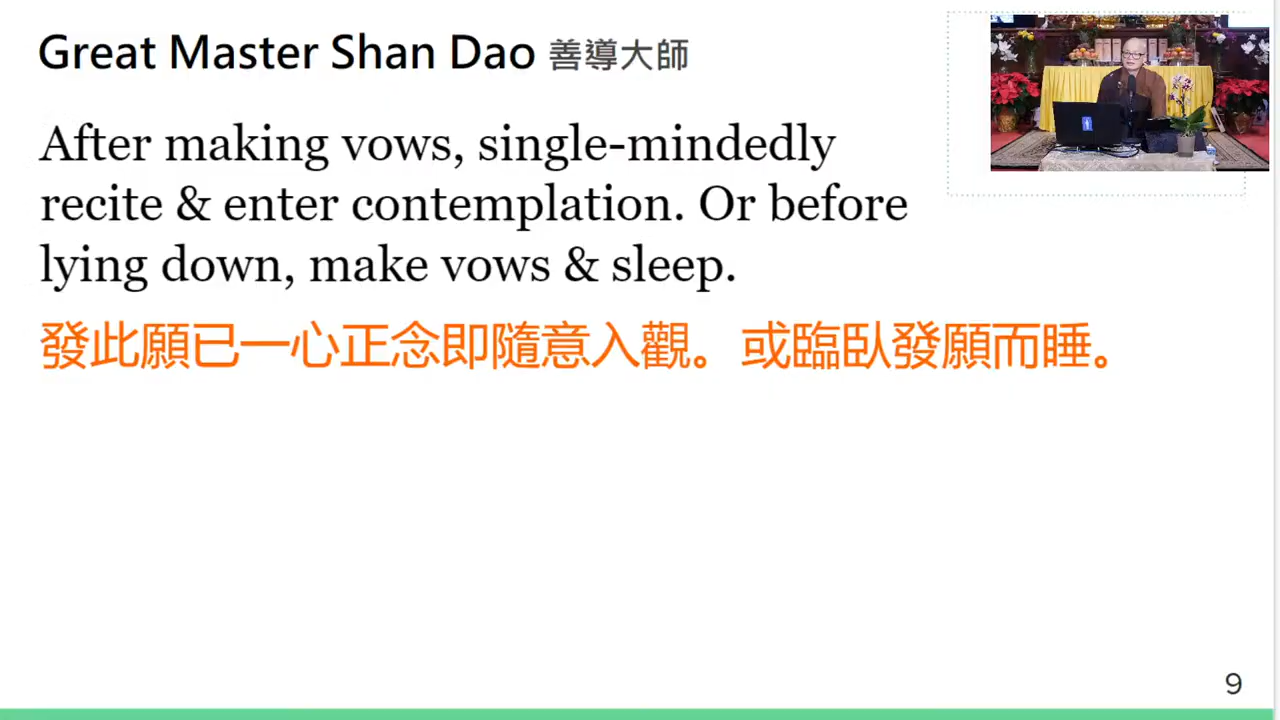 Great Master Shan Dao 善導大師
After making vows, single-mindedly
recite & enter contemplation. Or before
lying down, make vows & sleep.
發此願已一心正念即隨意入觀。或臨臥發願而睡。
9